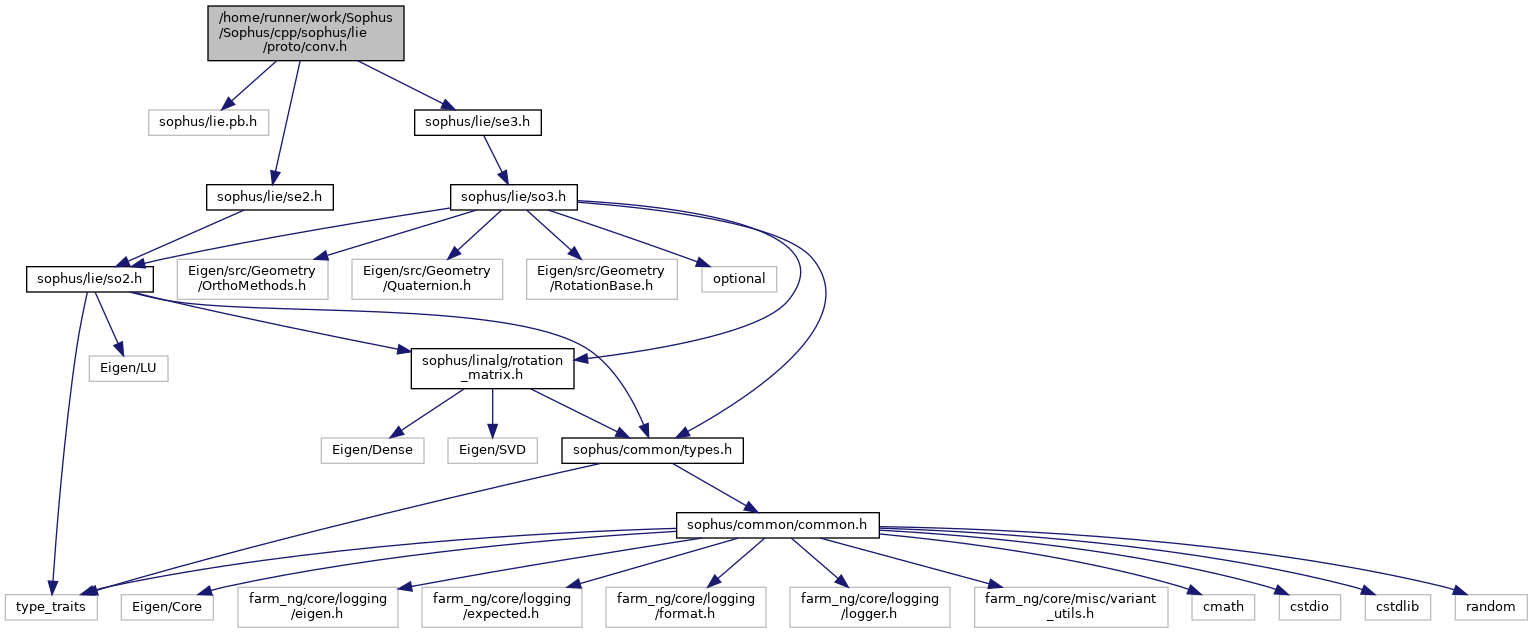 /home/runner/work/Sophus
/Sophus/cpp/sophus/lie
/proto/conv.h
sophus/lie.pb.h
sophus/lie/se3.h
sophus/lie/se2.h
sophus/lie/so3.h
sophus/lie/so2.h
Eigen/src/Geometry
/OrthoMethods.h
Eigen/src/Geometry
/Quaternion.h
Eigen/src/Geometry
/RotationBase.h
optional
Eigen/LU
sophus/linalg/rotation
_matrix.h
Eigen/Dense
Eigen/SVD
sophus/common/types.h
sophus/common/common.h
type_traits
Eigen/Core
farm_ng/core/logging
/eigen.h
farm_ng/core/logging
/expected.h
farm_ng/core/logging
/format.h
farm_ng/core/logging
/logger.h
farm_ng/core/misc/variant
_utils.h
cmath
cstdio
cstdlib
random